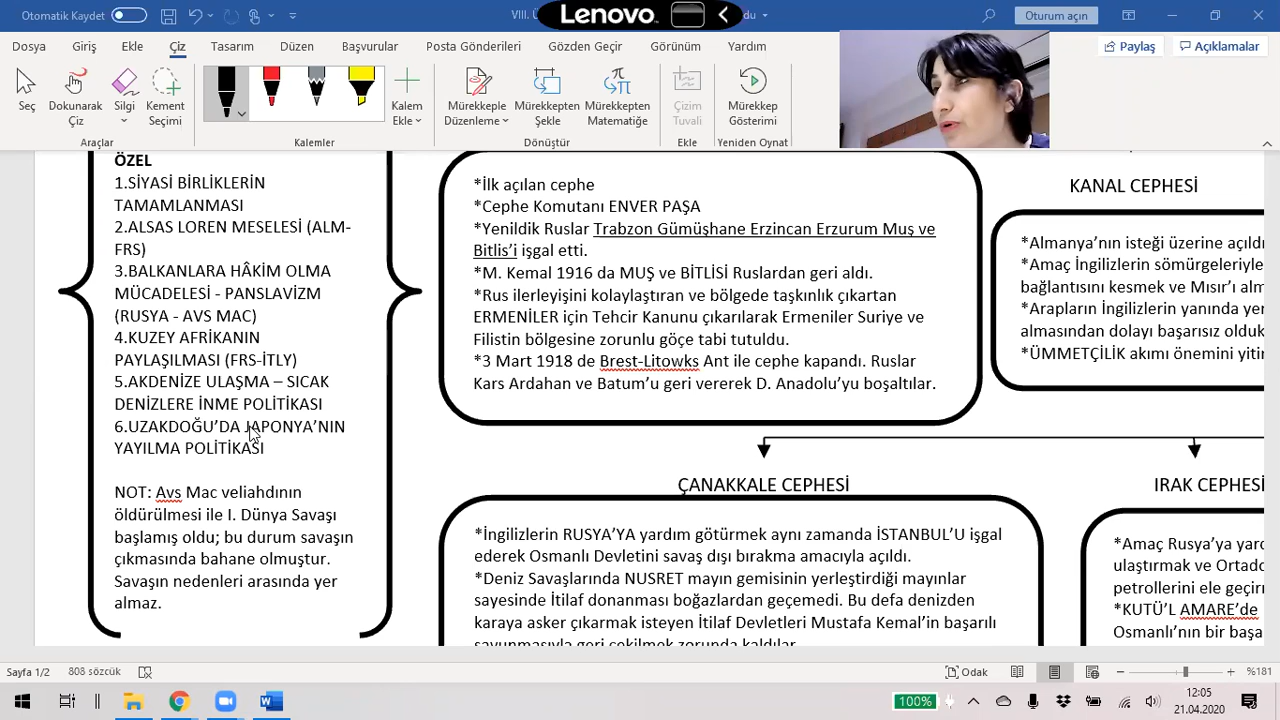 Otomatik Kaydet
VIII. Ü
Lenovo
du
Oturum açın
Dosya
Giriş
Ekle
Çiz
Tasarım
Düzen
Başvurular
Posta Gönderileri
Gözden Geçir
Görünüm
Yardım
Paylaş
Açıklamalar
Seç
Dokunarak
Çiz
Silgi
Kement
Seçimi
Kalem
Ekle
Mürekkeple
Düzenleme
Mürekkepten
Şekle
Mürekkepten
Matematiğe
Çizim
Tuvali
Mürekkep
Gösterimi
Araçlar
Kalemler
Dönüştür
Ekle
Yeniden Oynat
ÖZEL
1.SİYASİ BİRLİKLERİN
TAMAMLANMASI
2.ALSAS LOREN MESELESİ (ALM-
FRS)
3.BALKANLARA HÂKİM OLMA
MÜCADELESİ - PANSLAVİZM
(RUSYA - AVS MAC)
4.KUZEY AFRİKANIN
PAYLAŞILMASI (FRS-İTLY)
5.AKDENİZE ULAŞMA – SICAK
DENİZLERE İNME POLİTİKASI
6.UZAKDOĞU’DA JAPONYA’NIN
YAYILMA POLİTİKASI
NOT: Avs Mac veliahdının
öldürülmesi ile I. Dünya Savaşı
başlamış oldu; bu durum savaşın
çıkmasında bahane olmuştur.
Savaşın nedenleri arasında yer
almaz.
*İlk açılan cephe
*Cephe Komutanı ENVER PAŞA
*Yenildik Ruslar Trabzon Gümüşhane Erzincan Erzurum Muş ve
Bitlis’i işgal etti.
*M. Kemal 1916 da MUŞ ve BİTLİSİ Ruslardan geri aldı.
*Rus ilerleyişini kolaylaştıran ve bölgede taşkınlık çıkartan
ERMENİLER için Tehcir Kanunu çıkarılarak Ermeniler Suriye ve
Filistin bölgesine zorunlu göçe tabi tutuldu.
*3 Mart 1918 de Brest-Litowks Ant ile cephe kapandı. Ruslar
Kars Ardahan ve Batum’u geri vererek D. Anadolu’yu boşaltılar.
KANAL CEPHESİ
*Almanya’nın isteği üzerine açıldı
*Amaç İngilizlerin sömürgeleriyle
bağlantısını kesmek ve Mısır’ı alm
*Arapların İngilizlerin yanında yer
almasından dolayı başarısız olduk
*ÜMMETÇİLİK akımı önemini yitir
ÇANAKKALE CEPHESİ
*İngilizlerin RUSYA’YA yardım götürmek aynı zamanda İSTANBUL’U işgal
ederek Osmanlı Devletini savaş dışı bırakma amacıyla açıldı.
*Deniz Savaşlarında NUSRET mayın gemisinin yerleştirdiği mayınlar
sayesinde İtilaf donanması boğazlardan geçemedi. Bu defa denizden
karaya asker çıkarmak isteyen İtilaf Devletleri Mustafa Kemal’in başarılı
savunmasıyla geri çekilmek zorunda kaldılar.
IRAK CEPHESİ
*Amaç Rusya’ya yard
ulaştırmak ve Ortado
petrollerini ele geçir
*KUTÜ’L AMARE’de
Osmanlı’nın bir başa
Sayfa 1/2
808 sözcük
Odak
%181
100%
12:05
21.04.2020